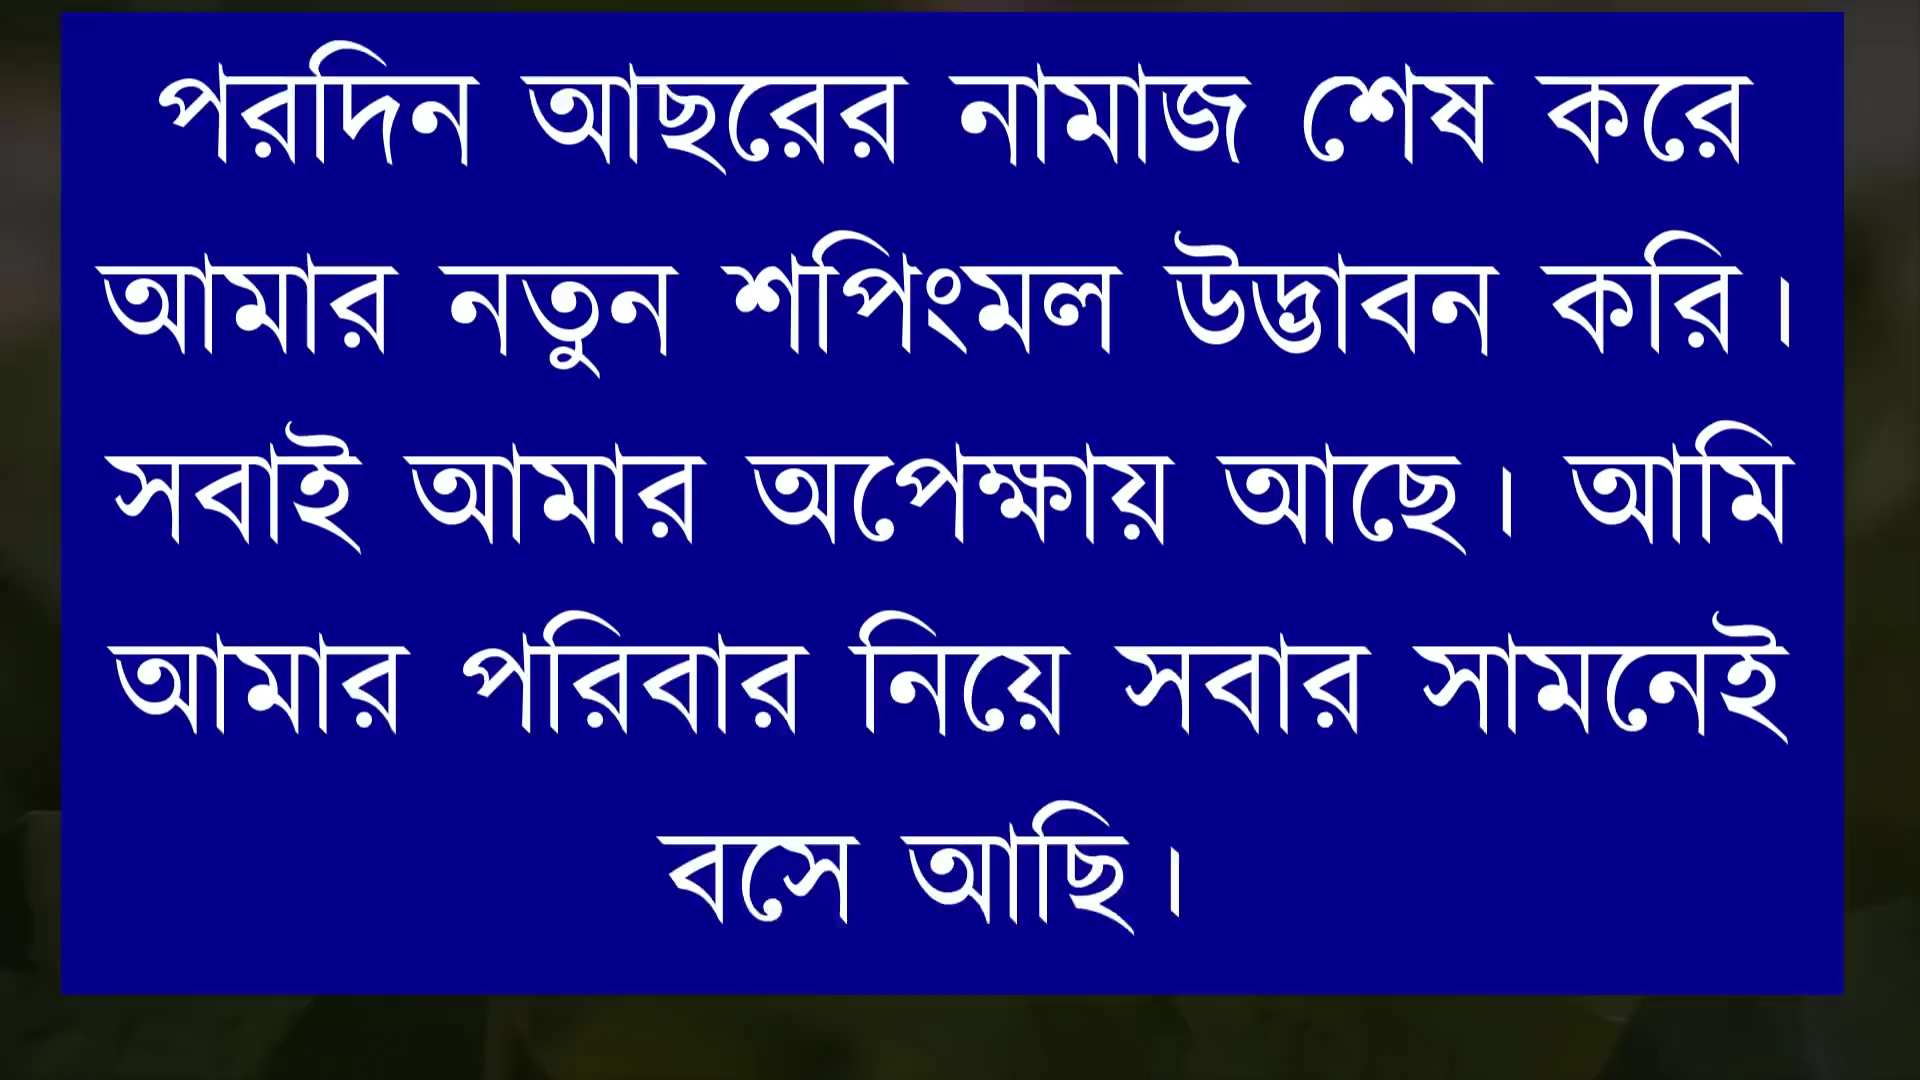 পরদিন আছরের নামাজ শেষ করে
আমার নতুন শপিংমল উদ্ভাবন করি।
সবাই আমার অপেক্ষায় আছে। আমি
আমার পরিবার নিয়ে সবার সামনেই
বসে আছি।